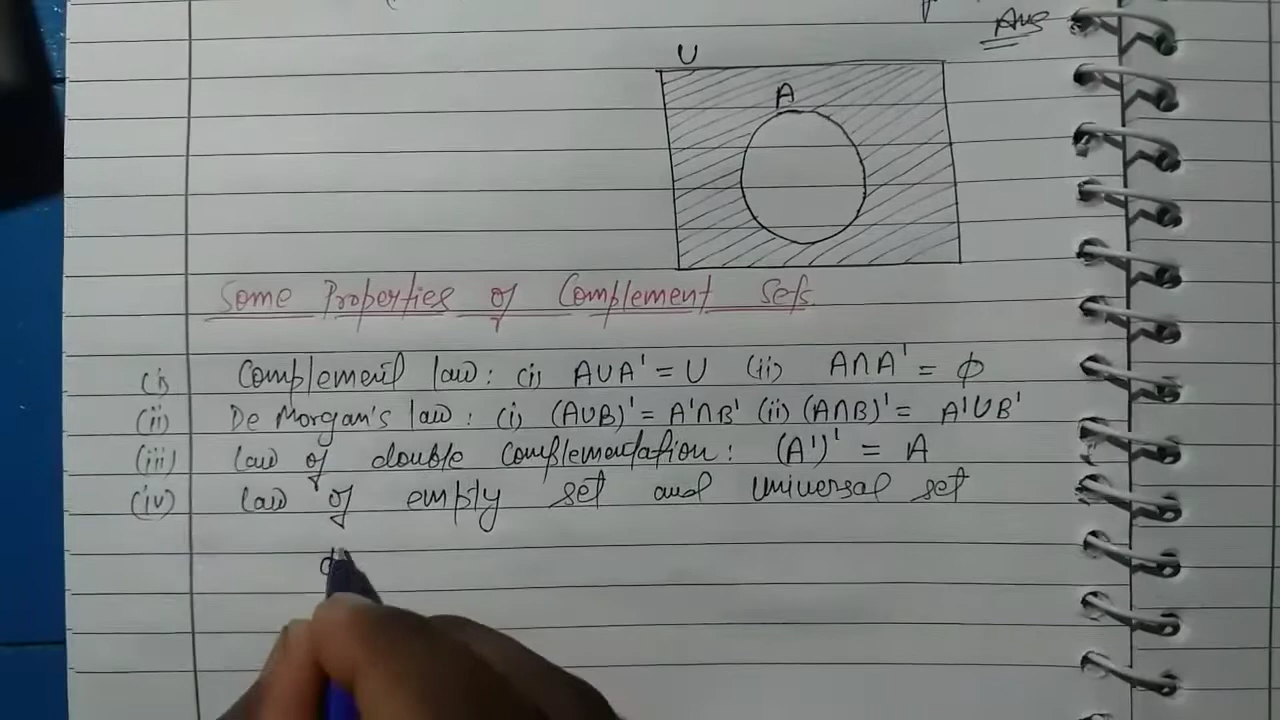 Ans
U
A
Some Properties of Complement Sets
(i) Complement law: (i) A∪A' = U (ii) A∩A' = ϕ
(ii) De Morgan's law: (i) (A∪B)' = A'∩B' (ii) (A∩B)' = A'∪B'
(iii) law of double complementation: (A')' = A
(iv) law of empty set and universal set